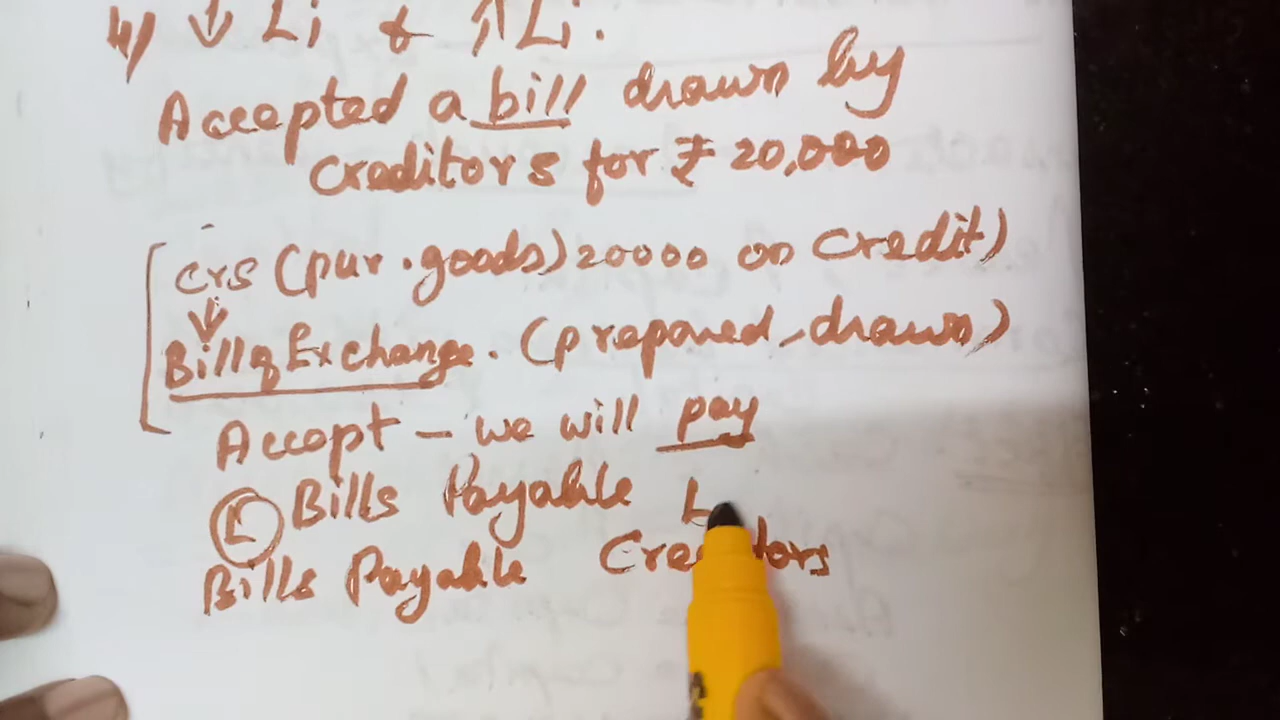 4) ↓ Li & ↑Li.
Accepted a bill drawn by
creditors for ₹ 20,000
crs (pur. goods) 20000 on credit)
↓
Bill of Exchange. (prepared, drawn)
Accept - we will pay
(L) Bills Payable L
Bills Payable Creditors